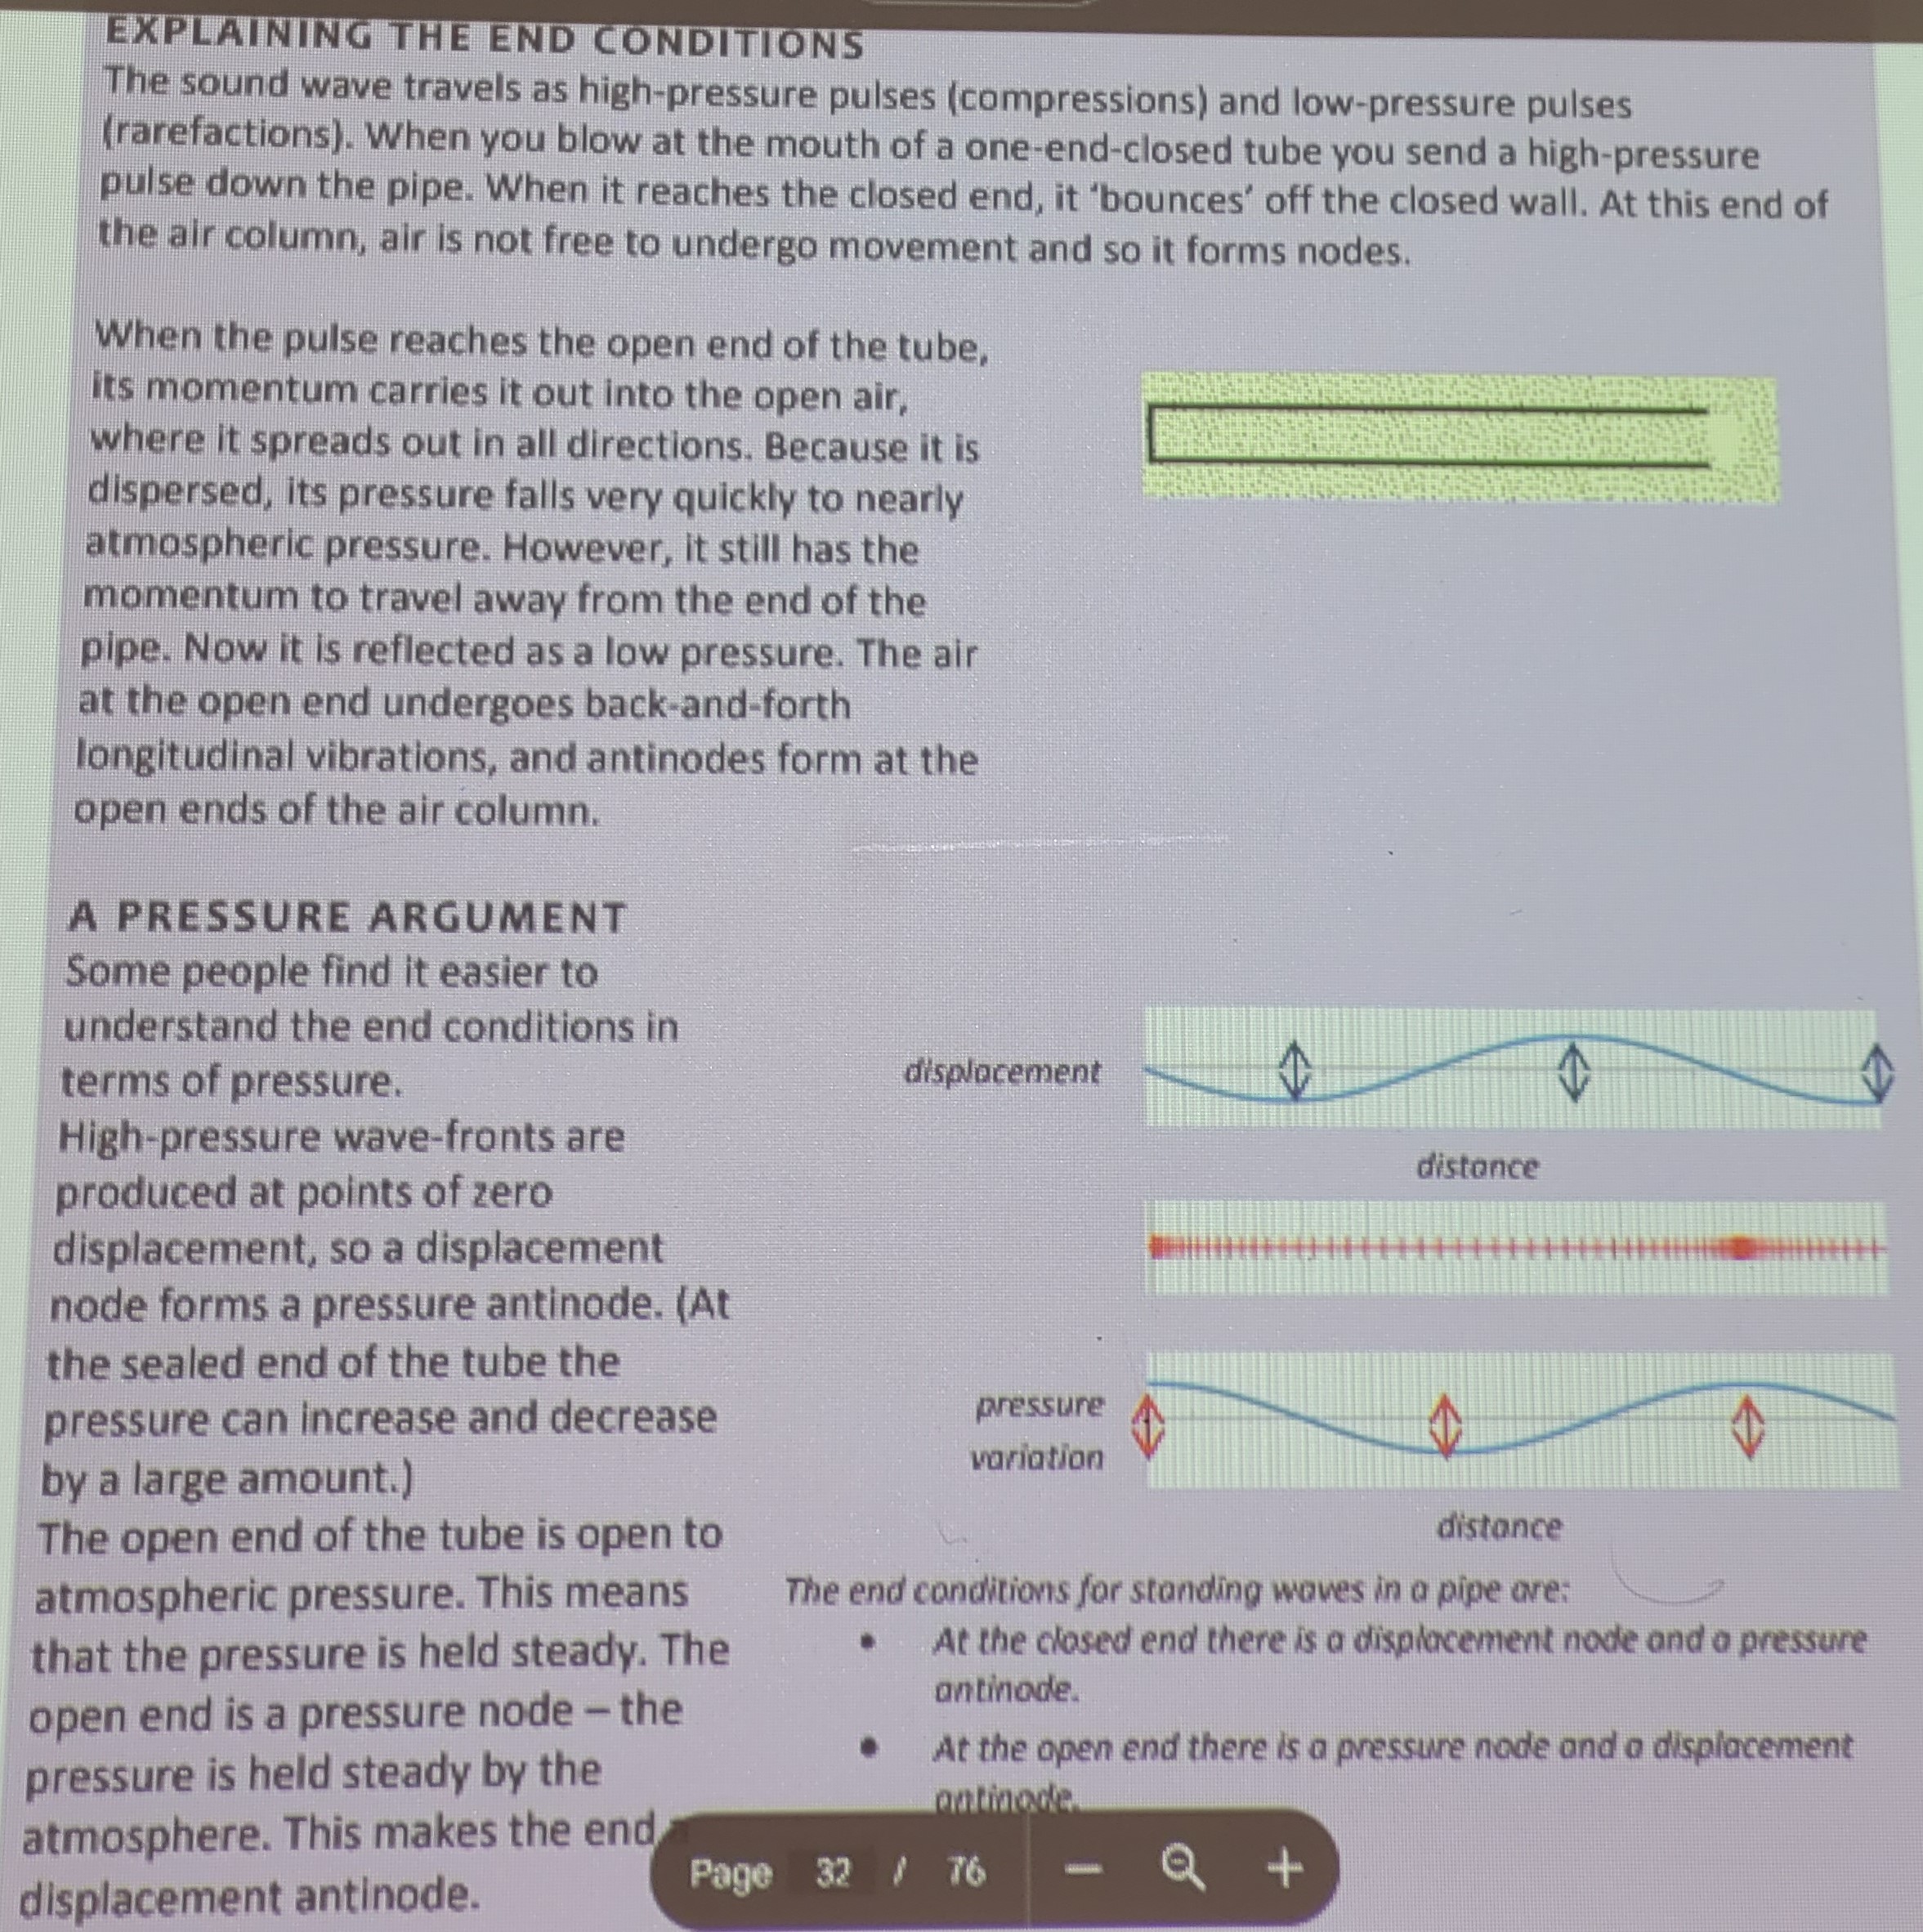 EXPLAINING THE END CONDITIONS
The sound wave travels as high-pressure pulses (compressions) and low-pressure pulses
(rarefactions). When you blow at the mouth of a one-end-closed tube you send a high-pressure
pulse down the pipe. When it reaches the closed end, it ‘bounces’ off the closed wall. At this end of
the air column, air is not free to undergo movement and so it forms nodes.
When the pulse reaches the open end of the tube,
its momentum carries it out into the open air,
where it spreads out in all directions. Because it is
dispersed, its pressure falls very quickly to nearly
atmospheric pressure. However, it still has the
momentum to travel away from the end of the
pipe. Now it is reflected as a low pressure. The air
at the open end undergoes back-and-forth
longitudinal vibrations, and antinodes form at the
open ends of the air column.
A PRESSURE ARGUMENT
Some people find it easier to
understand the end conditions in
terms of pressure.
High-pressure wave-fronts are
produced at points of zero
displacement, so a displacement
node forms a pressure antinode. (At
the sealed end of the tube the
pressure can increase and decrease
by a large amount.)
The open end of the tube is open to
atmospheric pressure. This means
that the pressure is held steady. The
open end is a pressure node – the
pressure is held steady by the
atmosphere. This makes the end
displacement antinode.
displacement
distance
pressure
variation
distance
The end conditions for standing waves in a pipe are:
• At the closed end there is a displacement node and a pressure
antinode.
• At the open end there is a pressure node and a displacement
antinode.
Page 32 / 76